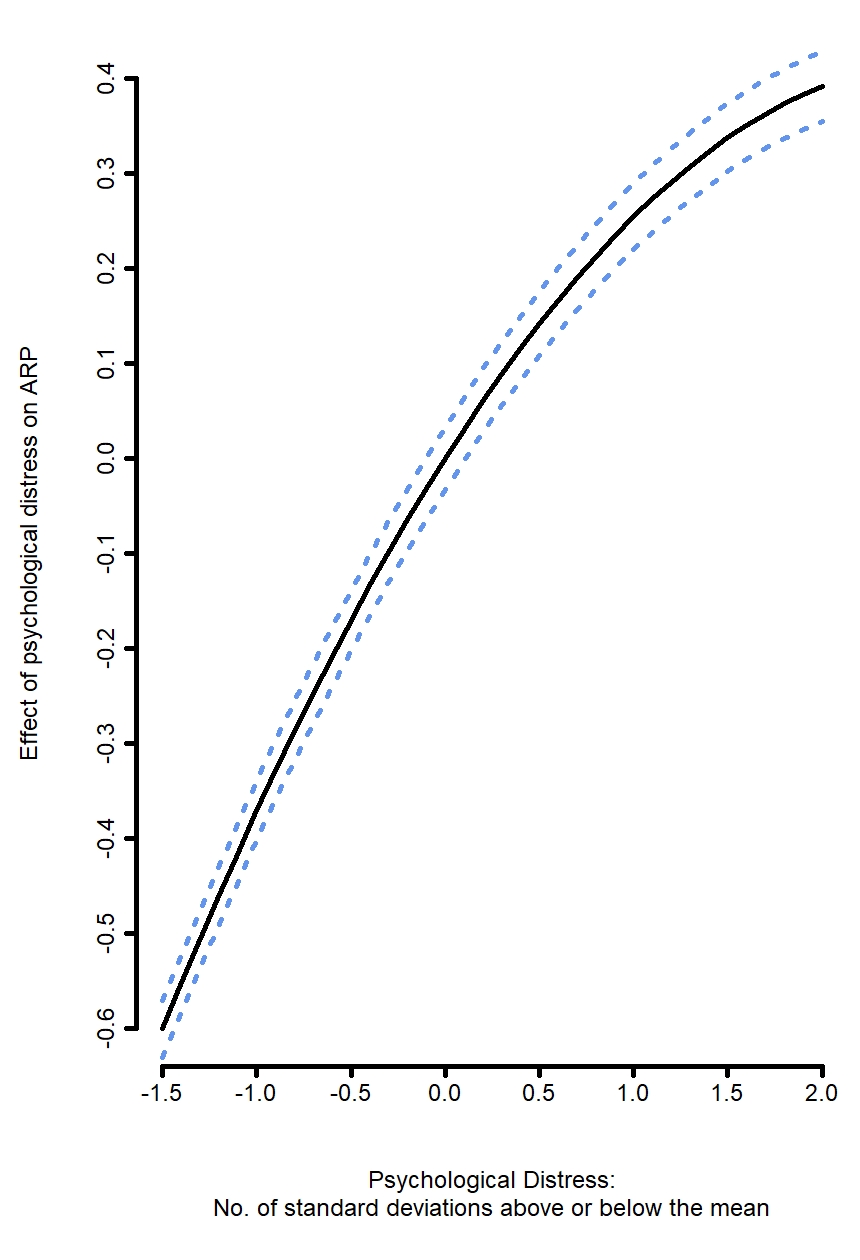 0.4
0.3
0.2
0.1
0.0
-0.1
-0.2
-0.3
-0.4
-0.5
-0.6
Effect of psychological distress on ARP
-1.5 -1.0 -0.5 0.0 0.5 1.0 1.5 2.0
Psychological Distress:
No. of standard deviations above or below the mean